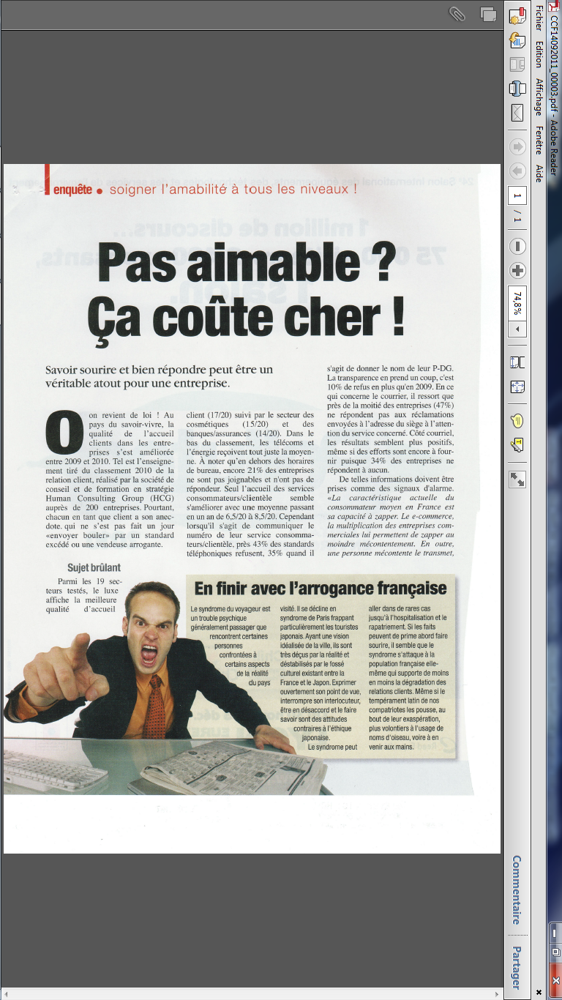 CCF14092011_00003.pdf - Adobe Reader
Fichier Edition Affichage Fenêtre Aide
1 / 1
74,8%
Commentaire
Partager
enquête • soigner l'amabilité à tous les niveaux !
Pas aimable ?
Ça coûte cher !
Savoir sourire et bien répondre peut être un
véritable atout pour une entreprise.
On revient de loi ! Au
pays du savoir-vivre, la
qualité de l'accueil
clients dans les entre-
prises s'est améliorée
entre 2009 et 2010. Tel est l'enseigne-
ment tiré du classement 2010 de la
relation client, réalisé par la société de
conseil et de formation en stratégie
Human Consulting Group (HCG)
auprès de 200 entreprises. Pourtant,
chacun en tant que client a son anec-
dote. qui ne s'est pas fait un jour
«envoyer bouler» par un standard
excédé ou une vendeuse arrogante.
Sujet brûlant
Parmi les 19 sec-
teurs testés, le luxe
affiche la meilleure
qualité d'accueil
client (17/20) suivi par le secteur des
cosmétiques (15/20) et des
banques/assurances (14/20). Dans le
bas du classement, les télécoms et
l'énergie reçoivent tout juste la moyen-
ne. À noter qu'en dehors des horaires
de bureau, encore 21% des entreprises
ne sont pas joignables et n'ont pas de
répondeur. Seul l'accueil des services
consommateurs/clientèle semble
s'améliorer avec une moyenne passant
en un an de 6,5/20 à 8,5/20. Cependant
lorsqu'il s'agit de communiquer le
numéro de leur service consomma-
teurs/clientèle, près 43% des standards
téléphoniques refusent, 35% quand il
s'agit de donner le nom de leur P-DG.
La transparence en prend un coup, c'est
10% de refus en plus qu'en 2009. En ce
qui concerne le courrier, il ressort que
près de la moitié des entreprises (47%)
ne répondent pas aux réclamations
envoyées à l'adresse du siège à l'atten-
tion du service concerné. Côté courriel,
les résultats semblent plus positifs,
même si des efforts sont encore à four-
nir puisque 34% des entreprises ne
répondent à aucun.
De telles informations doivent être
prises comme des signaux d'alarme.
«La caractéristique actuelle du
consommateur moyen en France est
sa capacité à zapper. Le e-commerce,
la multiplication des entreprises com-
merciales lui permettent de zapper au
moindre mécontentement. En outre,
une personne mécontente le transmet,
En finir avec l'arrogance française
Le syndrome du voyageur est
un trouble psychique
généralement passager que
rencontrent certaines
personnes
confrontées à
certains aspects
de la réalité
du pays
visité. Il se décline en
syndrome de Paris frappant
particulièrement les touristes
japonais. Ayant une vision
idéalisée de la ville, ils sont
très déçus par la réalité et
déstabilisés par le fossé
culturel existant entre la
France et le Japon. Exprimer
ouvertement son point de vue,
interrompre son interlocuteur,
être en désaccord et le faire
savoir sont des attitudes
contraires à l'éthique
japonaise.
Le syndrome peut
aller dans de rares cas
jusqu'à l'hospitalisation et le
rapatriement. Si les faits
peuvent de prime abord faire
sourire, il semble que le
syndrome s'attaque à la
population française elle-
même qui supporte de moins
en moins la dégradation des
relations clients. Même si le
tempérament latin de nos
compatriotes les pousse, au
bout de leur exaspération,
plus volontiers à l'usage de
noms d'oiseau, voire à en
venir aux mains.